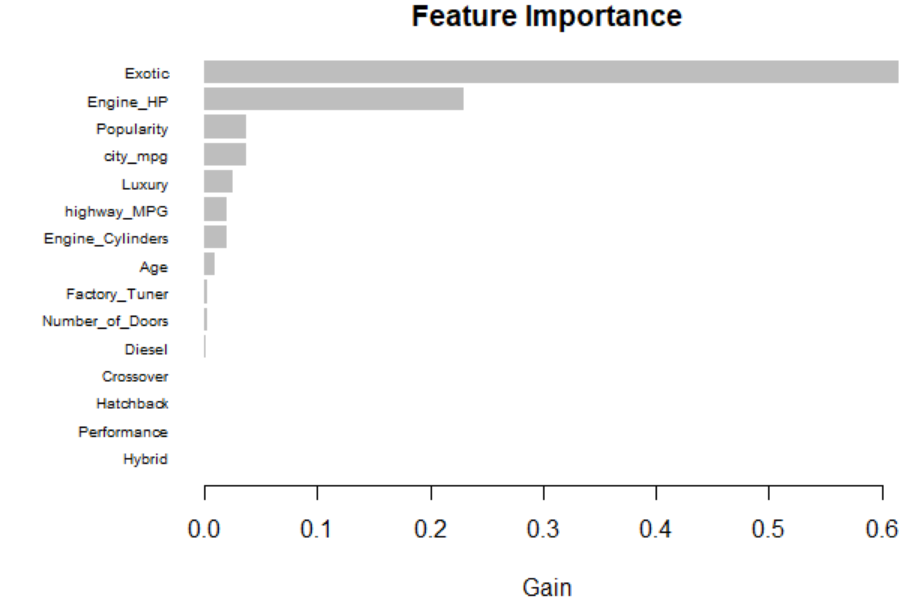 Feature Importance
Exotic
Engine_HP
Popularity
city_mpg
Luxury
highway_MPG
Engine_Cylinders
Age
Factory_Tuner
Number_of_Doors
Diesel
Crossover
Hatchback
Performance
Hybrid
0.0 0.1 0.2 0.3 0.4 0.5 0.6
Gain